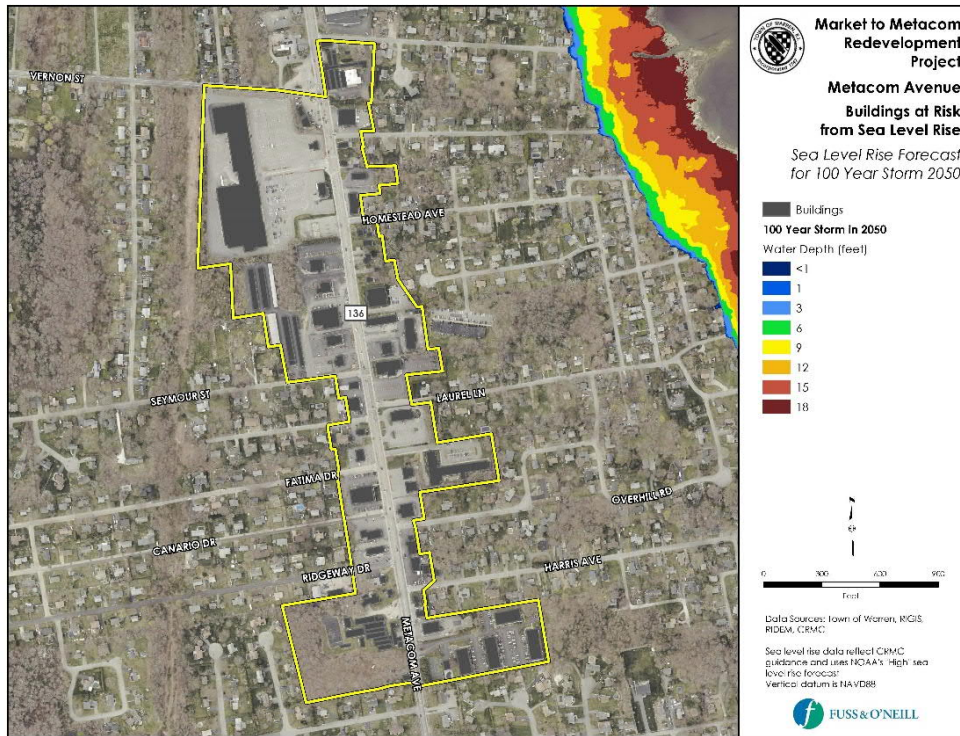 VERNON ST
HOMESTEAD AVE
136
SEYMOUR ST
LAUREL LN
FATIMA DR
OVERHILL RD
CANARIO DR
RIDGEWAY DR
HARRIS AVE
METACOM AVE
TOWN OF WARREN, R.I.
Market to Metacom
Redevelopment
Project
Metacom Avenue
Buildings at Risk
from Sea Level Rise
Sea Level Rise Forecast
for 100 Year Storm 2050
Buildings
100 Year Storm in 2050
Water Depth (feet)
<1
1
3
6
9
12
15
18
0 300 600 900
Feet
Data Sources: Town of Warren, RIGIS,
RIDEM, CRMC
Sea level rise data reflect CRMC
guidance and uses NOAA's 'High' sea
level rise forecast
Vertical datum is NAVD88
FUSS & O'NEILL